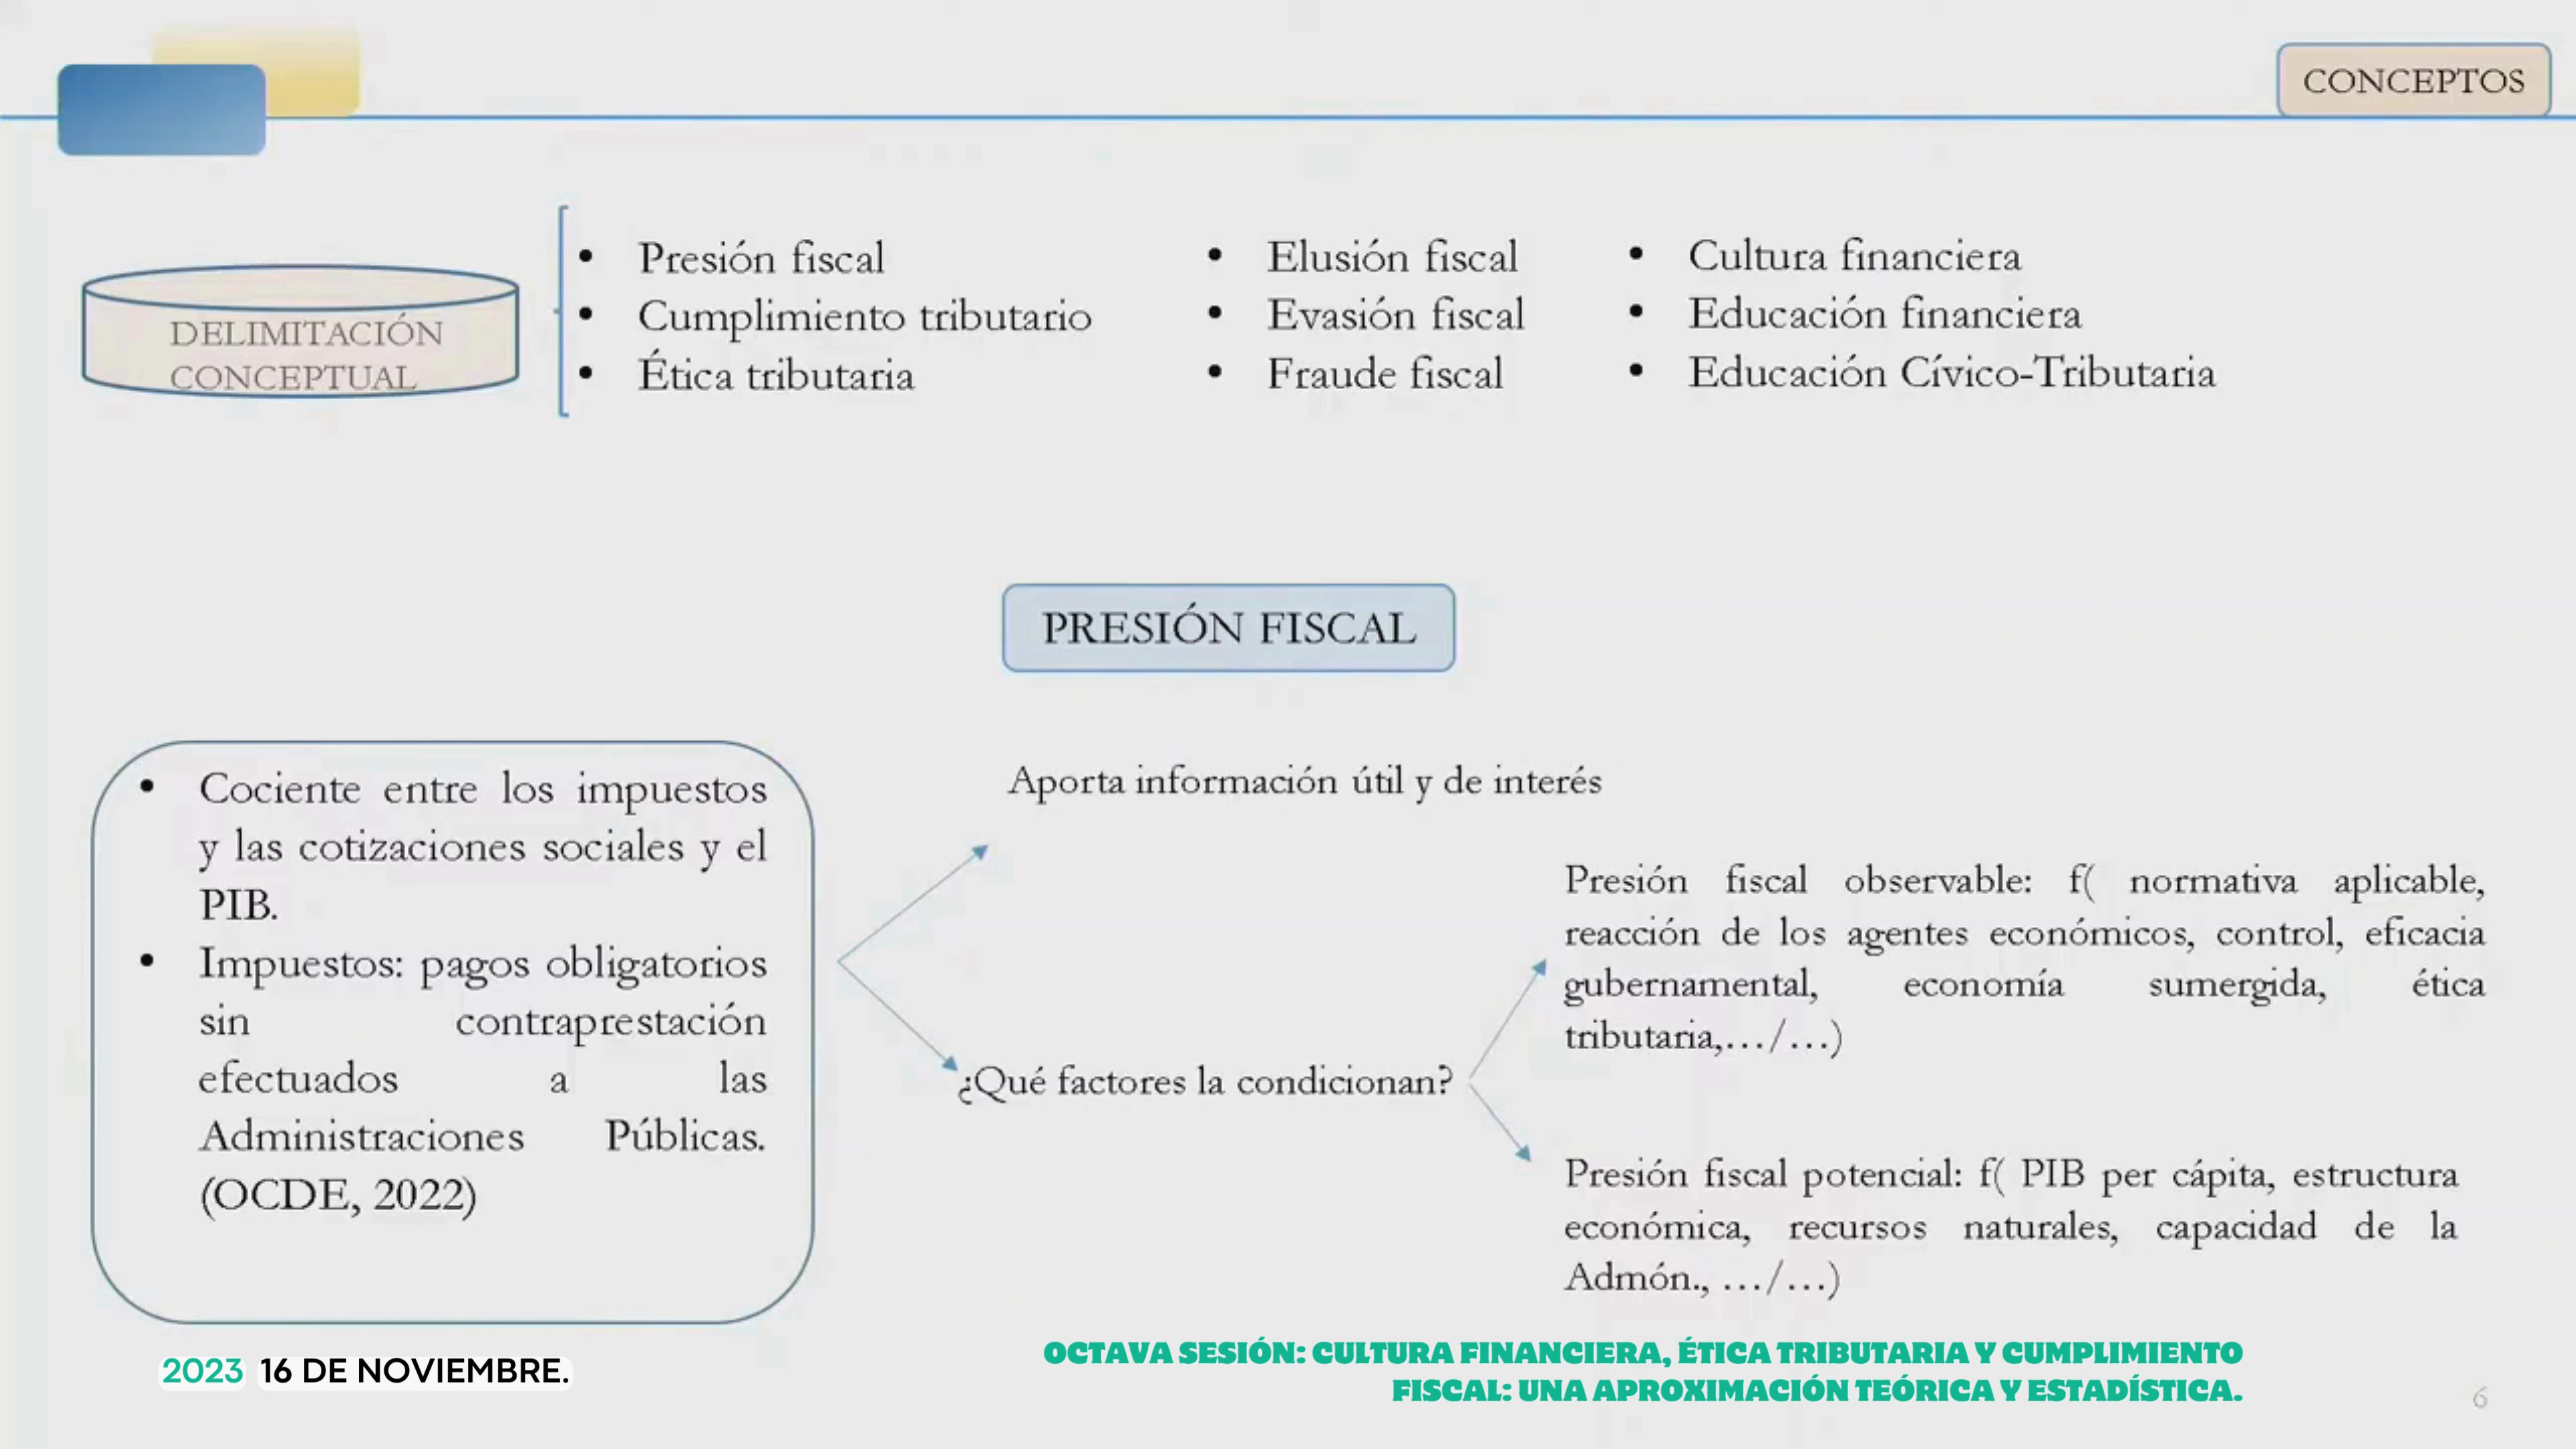 CONCEPTOS
DELIMITACIÓN
CONCEPTUAL
• Presión fiscal
• Cumplimiento tributario
• Ética tributaria
• Elusión fiscal
• Evasión fiscal
• Fraude fiscal
• Cultura financiera
• Educación financiera
• Educación Cívico-Tributaria
PRESIÓN FISCAL
• Cociente entre los impuestos
y las cotizaciones sociales y el
PIB.
• Impuestos: pagos obligatorios
sin contraprestación
efectuados a las
Administraciones Públicas.
(OCDE, 2022)
Aporta información útil y de interés
¿Qué factores la condicionan?
Presión fiscal observable: f( normativa aplicable,
reacción de los agentes económicos, control, eficacia
gubernamental, economía sumergida, ética
tributaria,…/…)
Presión fiscal potencial: f( PIB per cápita, estructura
económica, recursos naturales, capacidad de la
Admón., …/…)
2023 16 DE NOVIEMBRE.
OCTAVA SESIÓN: CULTURA FINANCIERA, ÉTICA TRIBUTARIA Y CUMPLIMIENTO
FISCAL: UNA APROXIMACIÓN TEÓRICA Y ESTADÍSTICA.
6